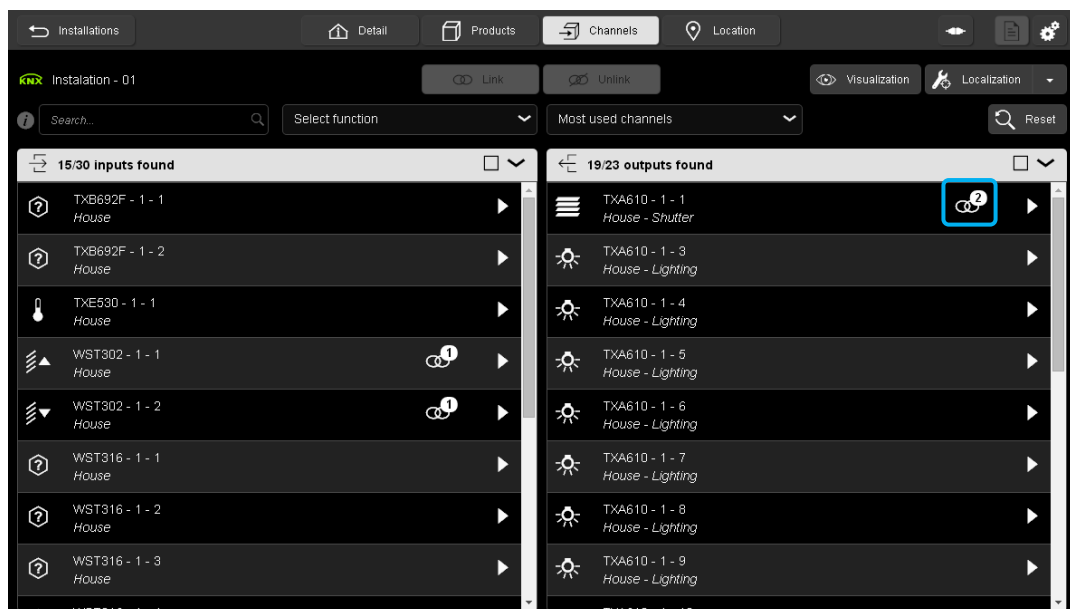 Installations
Detail
Products
Channels
Location
KNX Instalation - 01
Link
Unlink
Visualization
Localization
Search...
Select function
Most used channels
Reset
15/30 inputs found
TXB692F - 1 - 1
House
TXB692F - 1 - 2
House
TXE530 - 1 - 1
House
WST302 - 1 - 1
House
1
WST302 - 1 - 2
House
1
WST316 - 1 - 1
House
WST316 - 1 - 2
House
WST316 - 1 - 3
House
19/23 outputs found
TXA610 - 1 - 1
House - Shutter
2
TXA610 - 1 - 3
House - Lighting
TXA610 - 1 - 4
House - Lighting
TXA610 - 1 - 5
House - Lighting
TXA610 - 1 - 6
House - Lighting
TXA610 - 1 - 7
House - Lighting
TXA610 - 1 - 8
House - Lighting
TXA610 - 1 - 9
House - Lighting